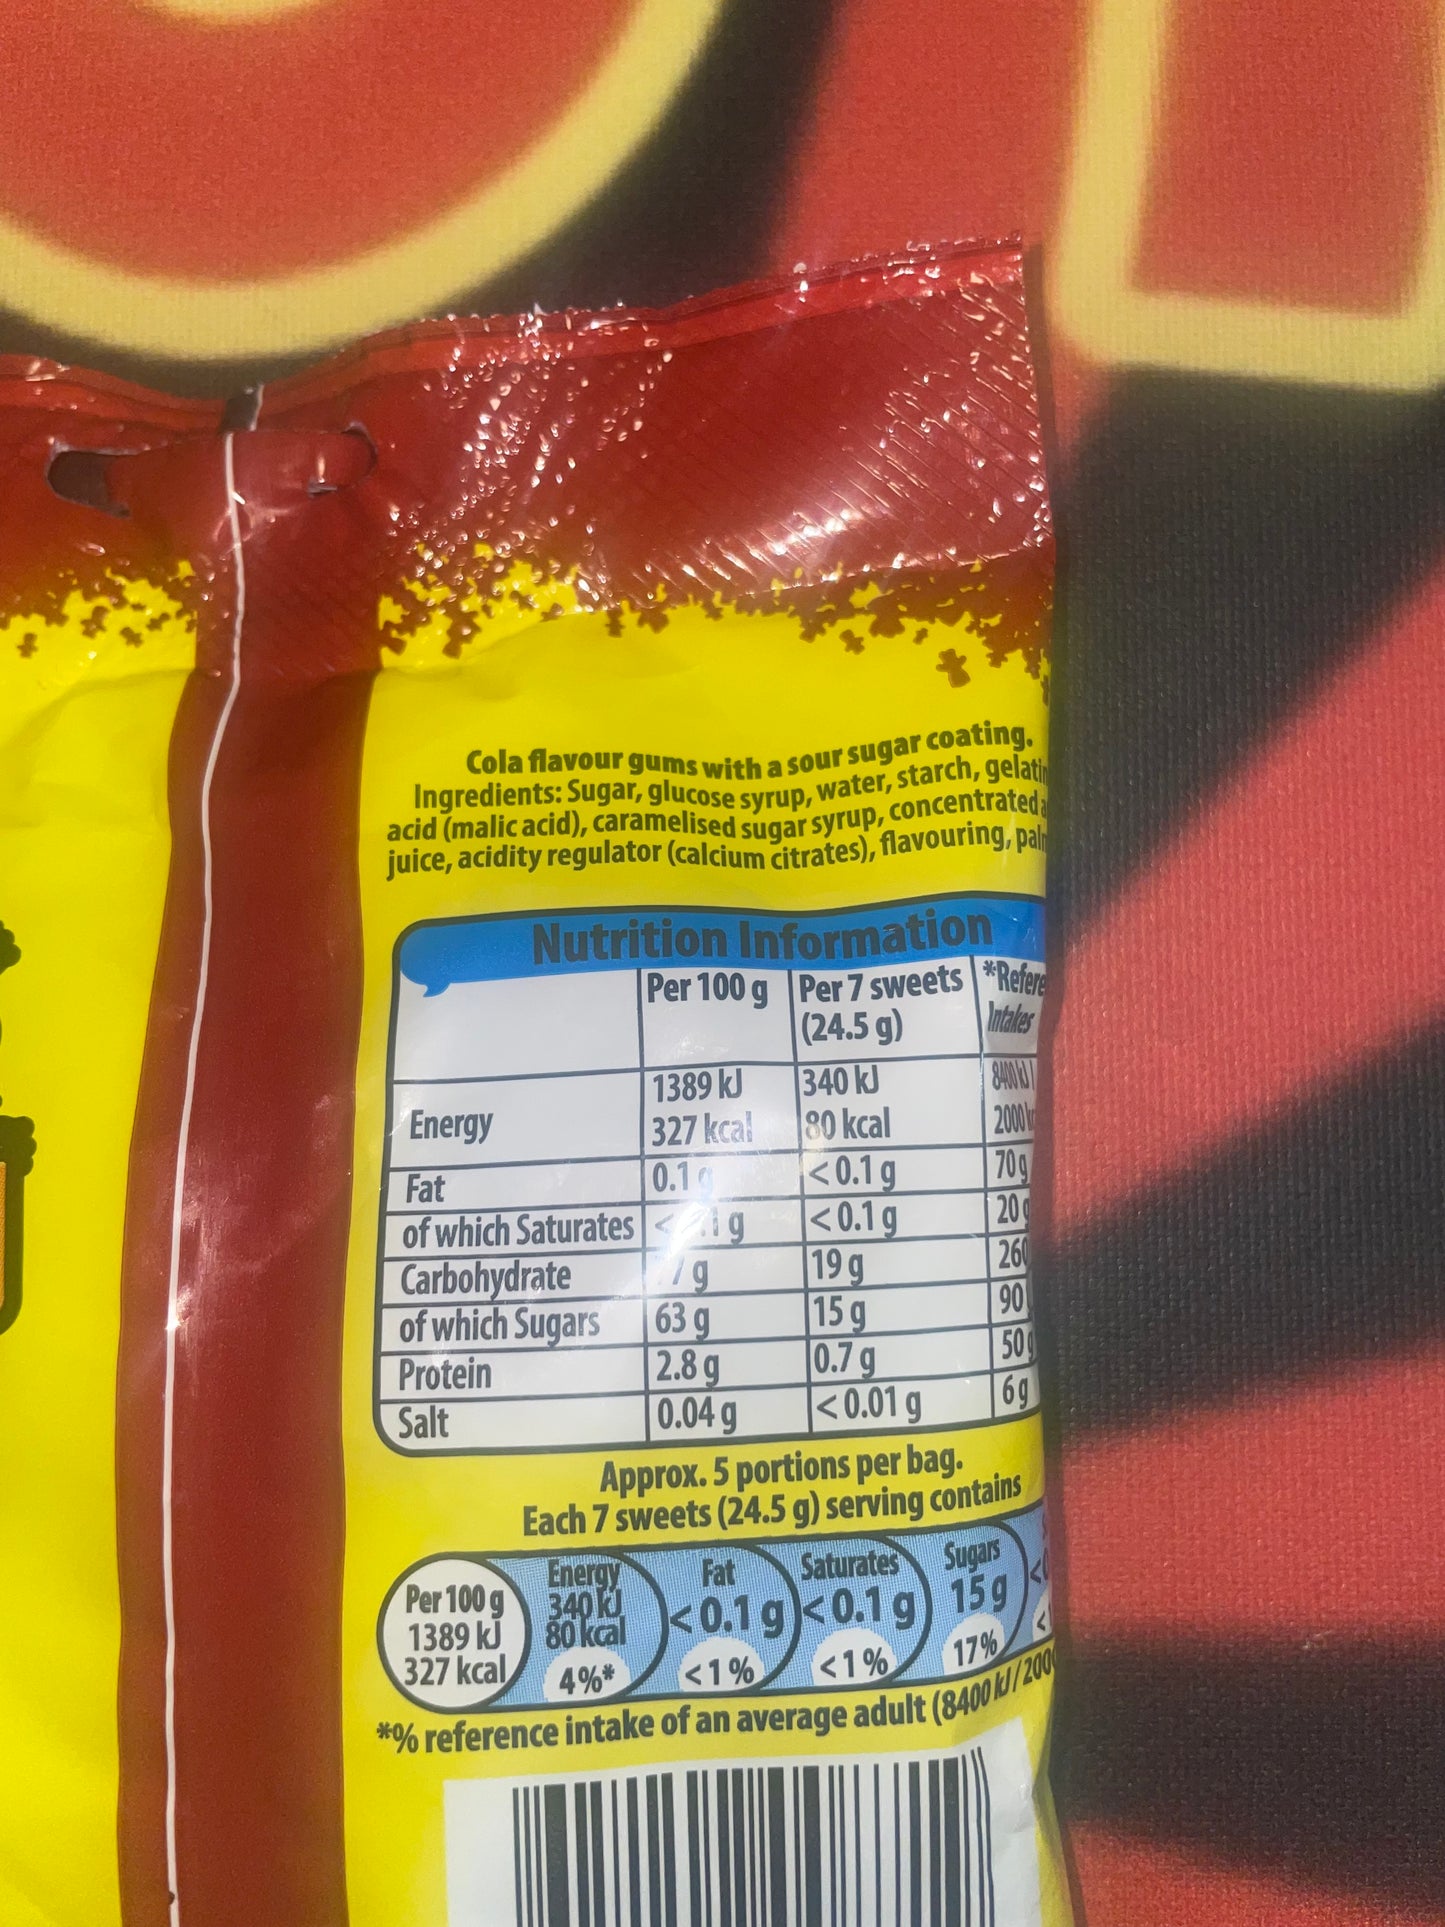 Cola flavour gums with a sour sugar coating.
Ingredients: Sugar, glucose syrup, water, starch,
acid (malic acid), caramelised sugar syrup, concentrated
juice, acidity regulator (calcium citrates), flavouring,
Nutrition Information
Per 100 g Per 7 sweets
(24.5 g) Intakes
Energy 1389 kJ 340 kJ 8400 kJ /
327 kcal 80 kcal 2000
Fat 0.1 g <0.1 g 70 g
of which Saturates <0.1 g 20 g
Carbohydrate 19 g
of which Sugars 63 g 15 g 90
Protein 2.8 g 0.7 g 50 g
Salt 0.04 g <0.01 g 6 g
Approx. 5 portions per bag.
Each 7 sweets (24.5 g) serving contains
Per 100 g
1389 kJ
327 kcal
Energy
340 kJ
80 kcal
4%*
Fat
<0.1 g
<1%
Saturates
<0.1 g
<1%
Sugars
15 g
17%
*% reference intake of an average adult (8400 kJ / 200